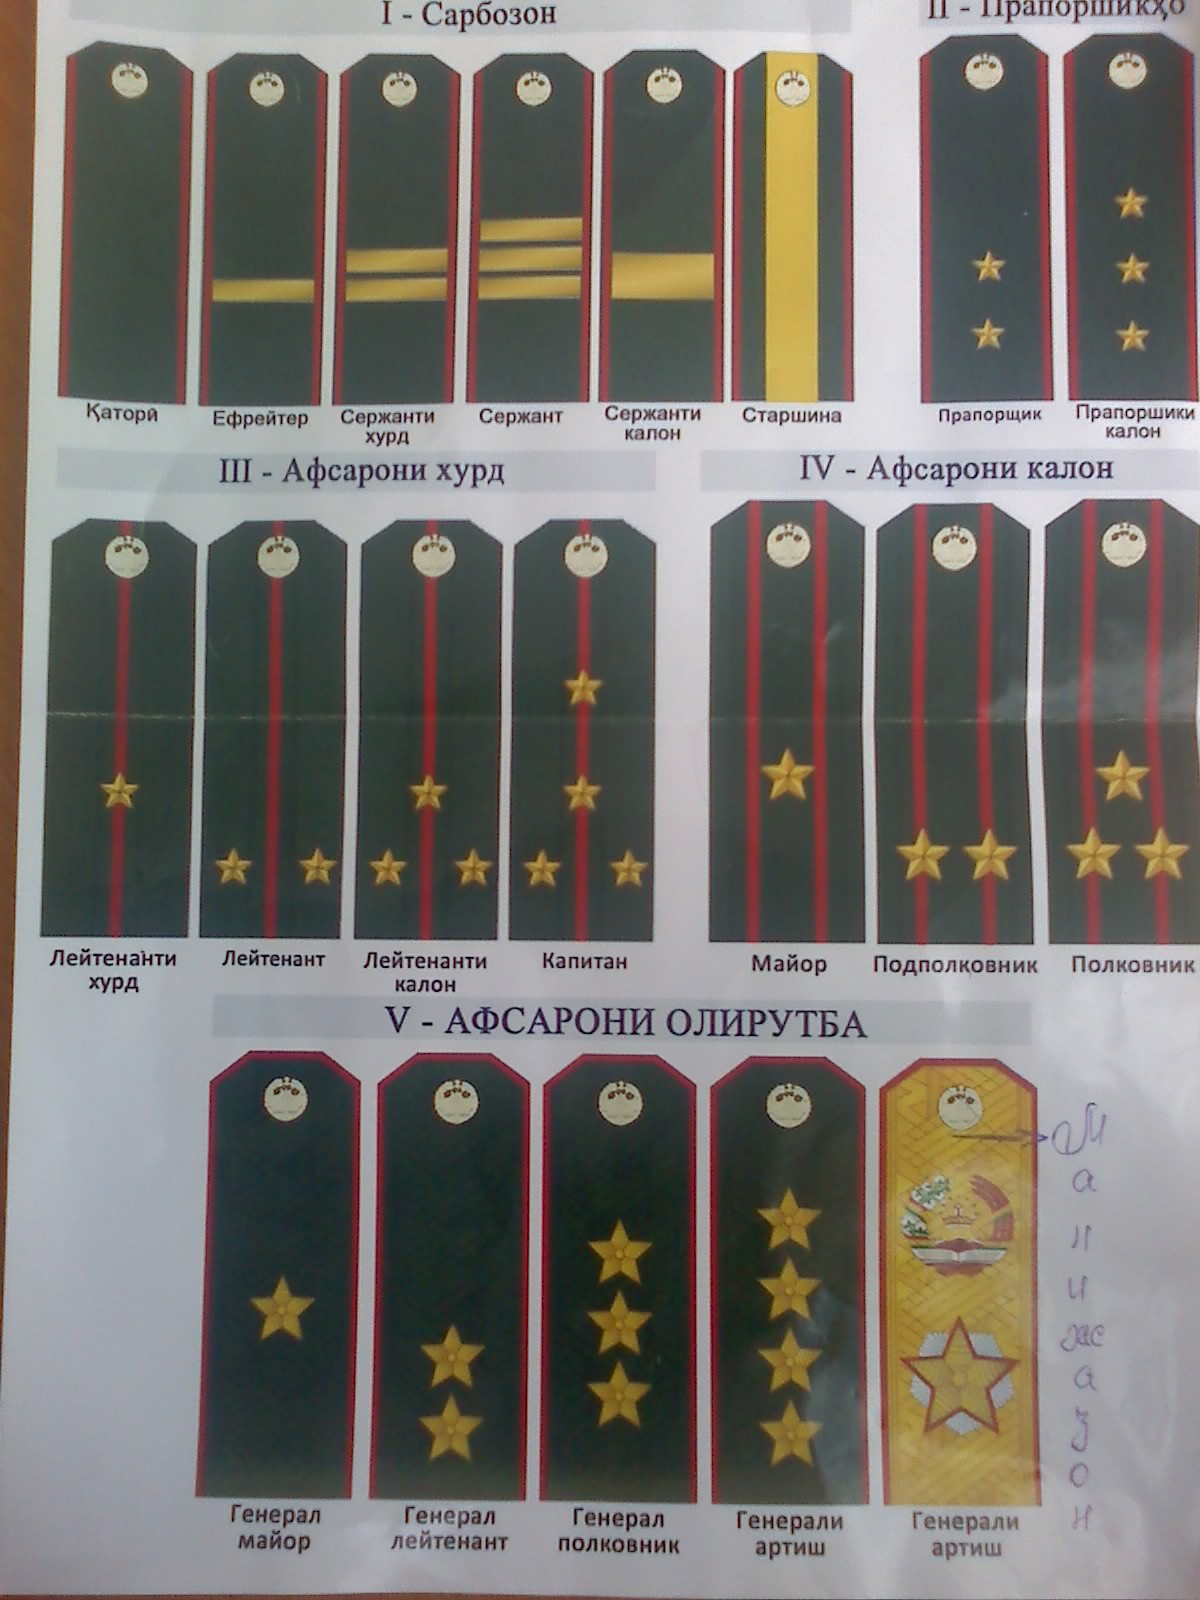 I - Сарбозон
II - Прапоршикҳо
Қаторӣ
Ефрейтер
Сержанти
хурд
Сержант
Сержанти
калон
Старшина
Прапорщик
Прапоршики
калон
III - Афсарони хурд
IV - Афсарони калон
Лейтенанти
хурд
Лейтенант
Лейтенанти
калон
Капитан
Майор
Подполковник
Полковник
V - АФСАРОНИ ОЛИРУТБА
Генерал
майор
Генерал
лейтенант
Генерал
полковник
Генерали
артиш
Генерали
артиш